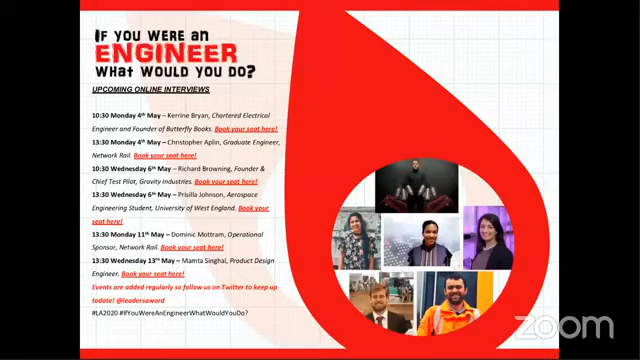 IF YOU WERE an
ENGINEER
WHat WOULD YOU DO?
UPCOMING ONLINE INTERVIEWS
10:30 Monday 4th May – Kerrine Bryan, Chartered Electrical
Engineer and Founder of Butterfly Books. Book your seat here!
13:30 Monday 4th May – Christopher Aplin, Graduate Engineer,
Network Rail. Book your seat here!
10:30 Wednesday 6th May – Richard Browning, Founder &
Chief Test Pilot, Gravity Industries. Book your seat here!
13:30 Wednesday 6th May – Prisilla Johnson, Aerospace
Engineering Student, University of West England. Book your
seat here!
13:30 Monday 11th May – Dominic Mottram, Operational
Sponsor, Network Rail. Book your seat here!
13:30 Wednesday 13th May – Mamta Singhal, Product Design
Engineer. Book your seat here!
Events are added regularly so follow us on Twitter to keep up
todate! @leadersaward
#LA2020 #IfYouWereAnEngineerWhatWouldYouDo?
zoom